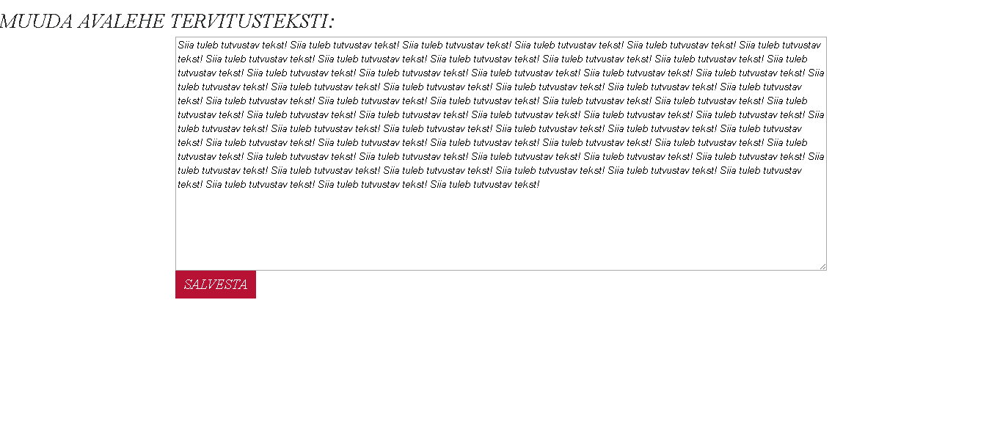 MUUDA AVALEHE TERVITUSTEKSTI:
Siia tuleb tutvustav tekst! Siia tuleb tutvustav tekst! Siia tuleb tutvustav tekst! Siia tuleb tutvustav tekst! Siia tuleb tutvustav tekst! Siia tuleb tutvustav
tekst! Siia tuleb tutvustav tekst! Siia tuleb tutvustav tekst! Siia tuleb tutvustav tekst! Siia tuleb tutvustav tekst! Siia tuleb tutvustav tekst! Siia tuleb
tutvustav tekst! Siia tuleb tutvustav tekst! Siia tuleb tutvustav tekst! Siia tuleb tutvustav tekst! Siia tuleb tutvustav tekst! Siia tuleb tutvustav tekst! Siia
tuleb tutvustav tekst! Siia tuleb tutvustav tekst! Siia tuleb tutvustav tekst! Siia tuleb tutvustav tekst! Siia tuleb tutvustav tekst! Siia tuleb tutvustav
tekst! Siia tuleb tutvustav tekst! Siia tuleb tutvustav tekst! Siia tuleb tutvustav tekst! Siia tuleb tutvustav tekst! Siia tuleb tutvustav tekst! Siia tuleb
tutvustav tekst! Siia tuleb tutvustav tekst! Siia tuleb tutvustav tekst! Siia tuleb tutvustav tekst! Siia tuleb tutvustav tekst! Siia tuleb tutvustav tekst! Siia
tuleb tutvustav tekst! Siia tuleb tutvustav tekst! Siia tuleb tutvustav tekst! Siia tuleb tutvustav tekst! Siia tuleb tutvustav tekst! Siia tuleb tutvustav
tekst! Siia tuleb tutvustav tekst! Siia tuleb tutvustav tekst! Siia tuleb tutvustav tekst! Siia tuleb tutvustav tekst! Siia tuleb tutvustav tekst! Siia tuleb
tutvustav tekst! Siia tuleb tutvustav tekst! Siia tuleb tutvustav tekst! Siia tuleb tutvustav tekst! Siia tuleb tutvustav tekst! Siia tuleb tutvustav tekst! Siia
tuleb tutvustav tekst! Siia tuleb tutvustav tekst! Siia tuleb tutvustav tekst! Siia tuleb tutvustav tekst! Siia tuleb tutvustav tekst! Siia tuleb tutvustav
tekst! Siia tuleb tutvustav tekst! Siia tuleb tutvustav tekst! Siia tuleb tutvustav tekst!
SALVESTA